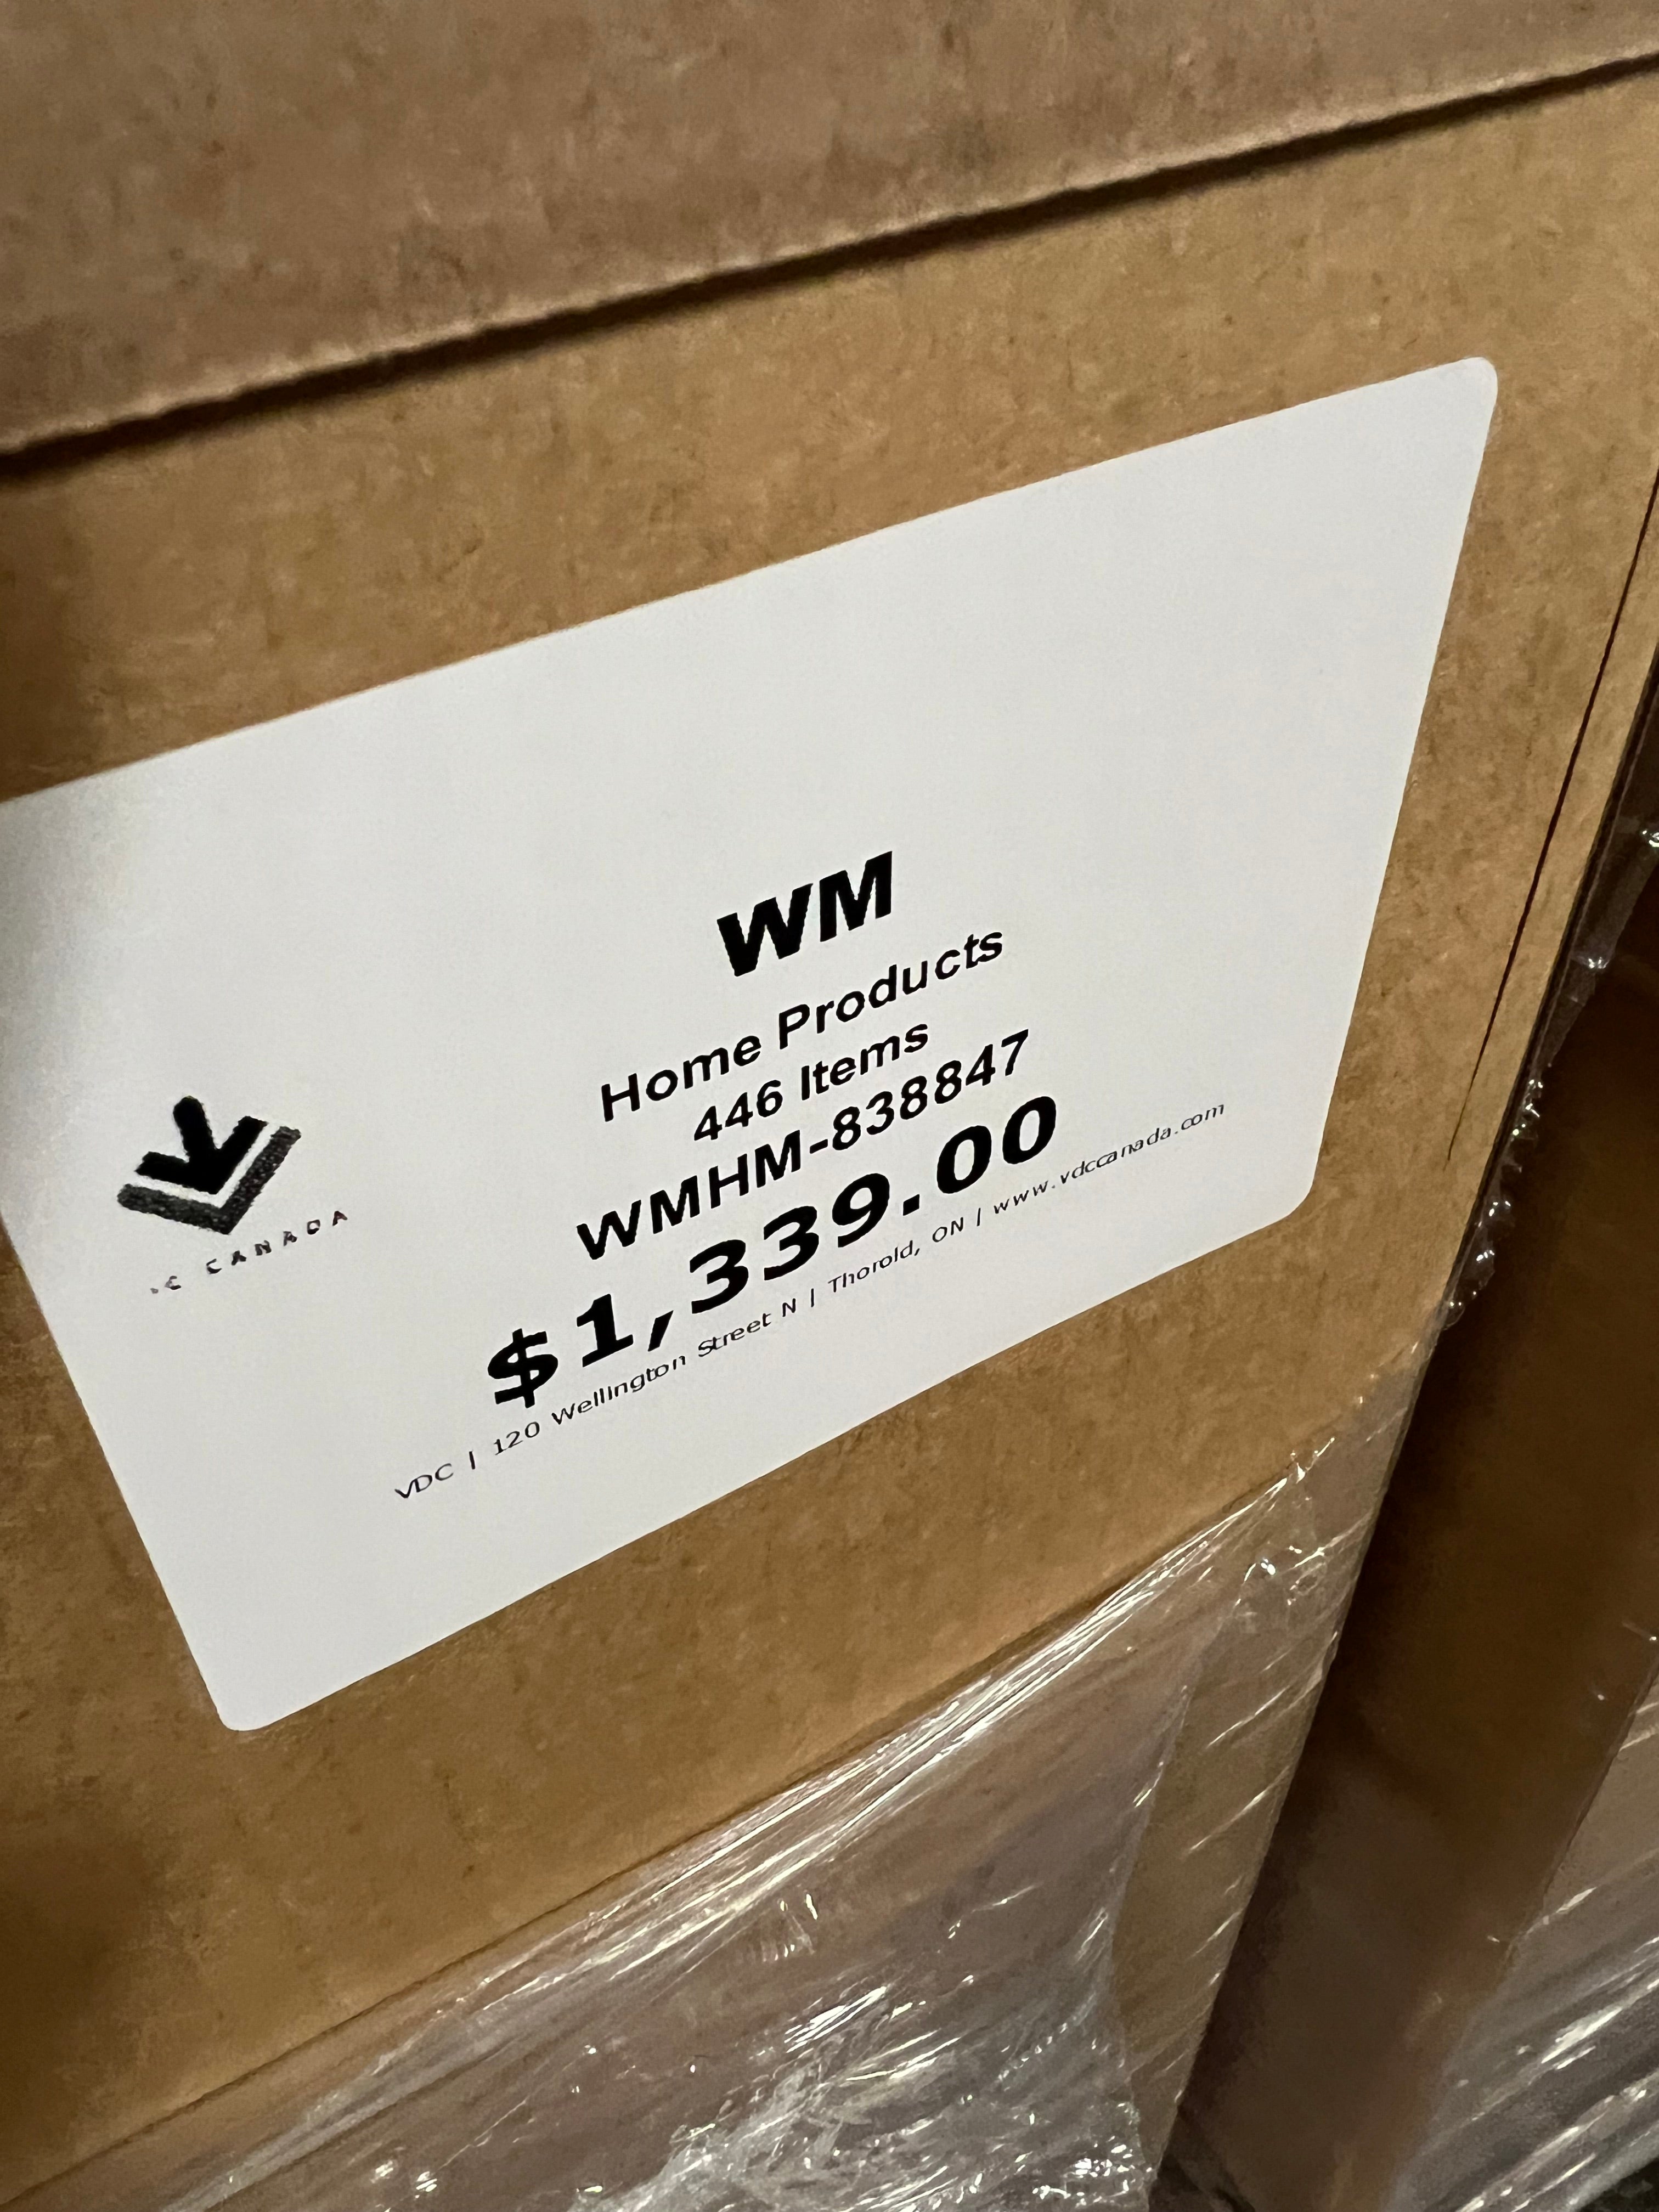 WM
Home Products
446 Items
WMHM-838847
$1,339.00
VDC | 120 Wellington Street N | Thorold, ON | www.vdccanada.com
CANADA